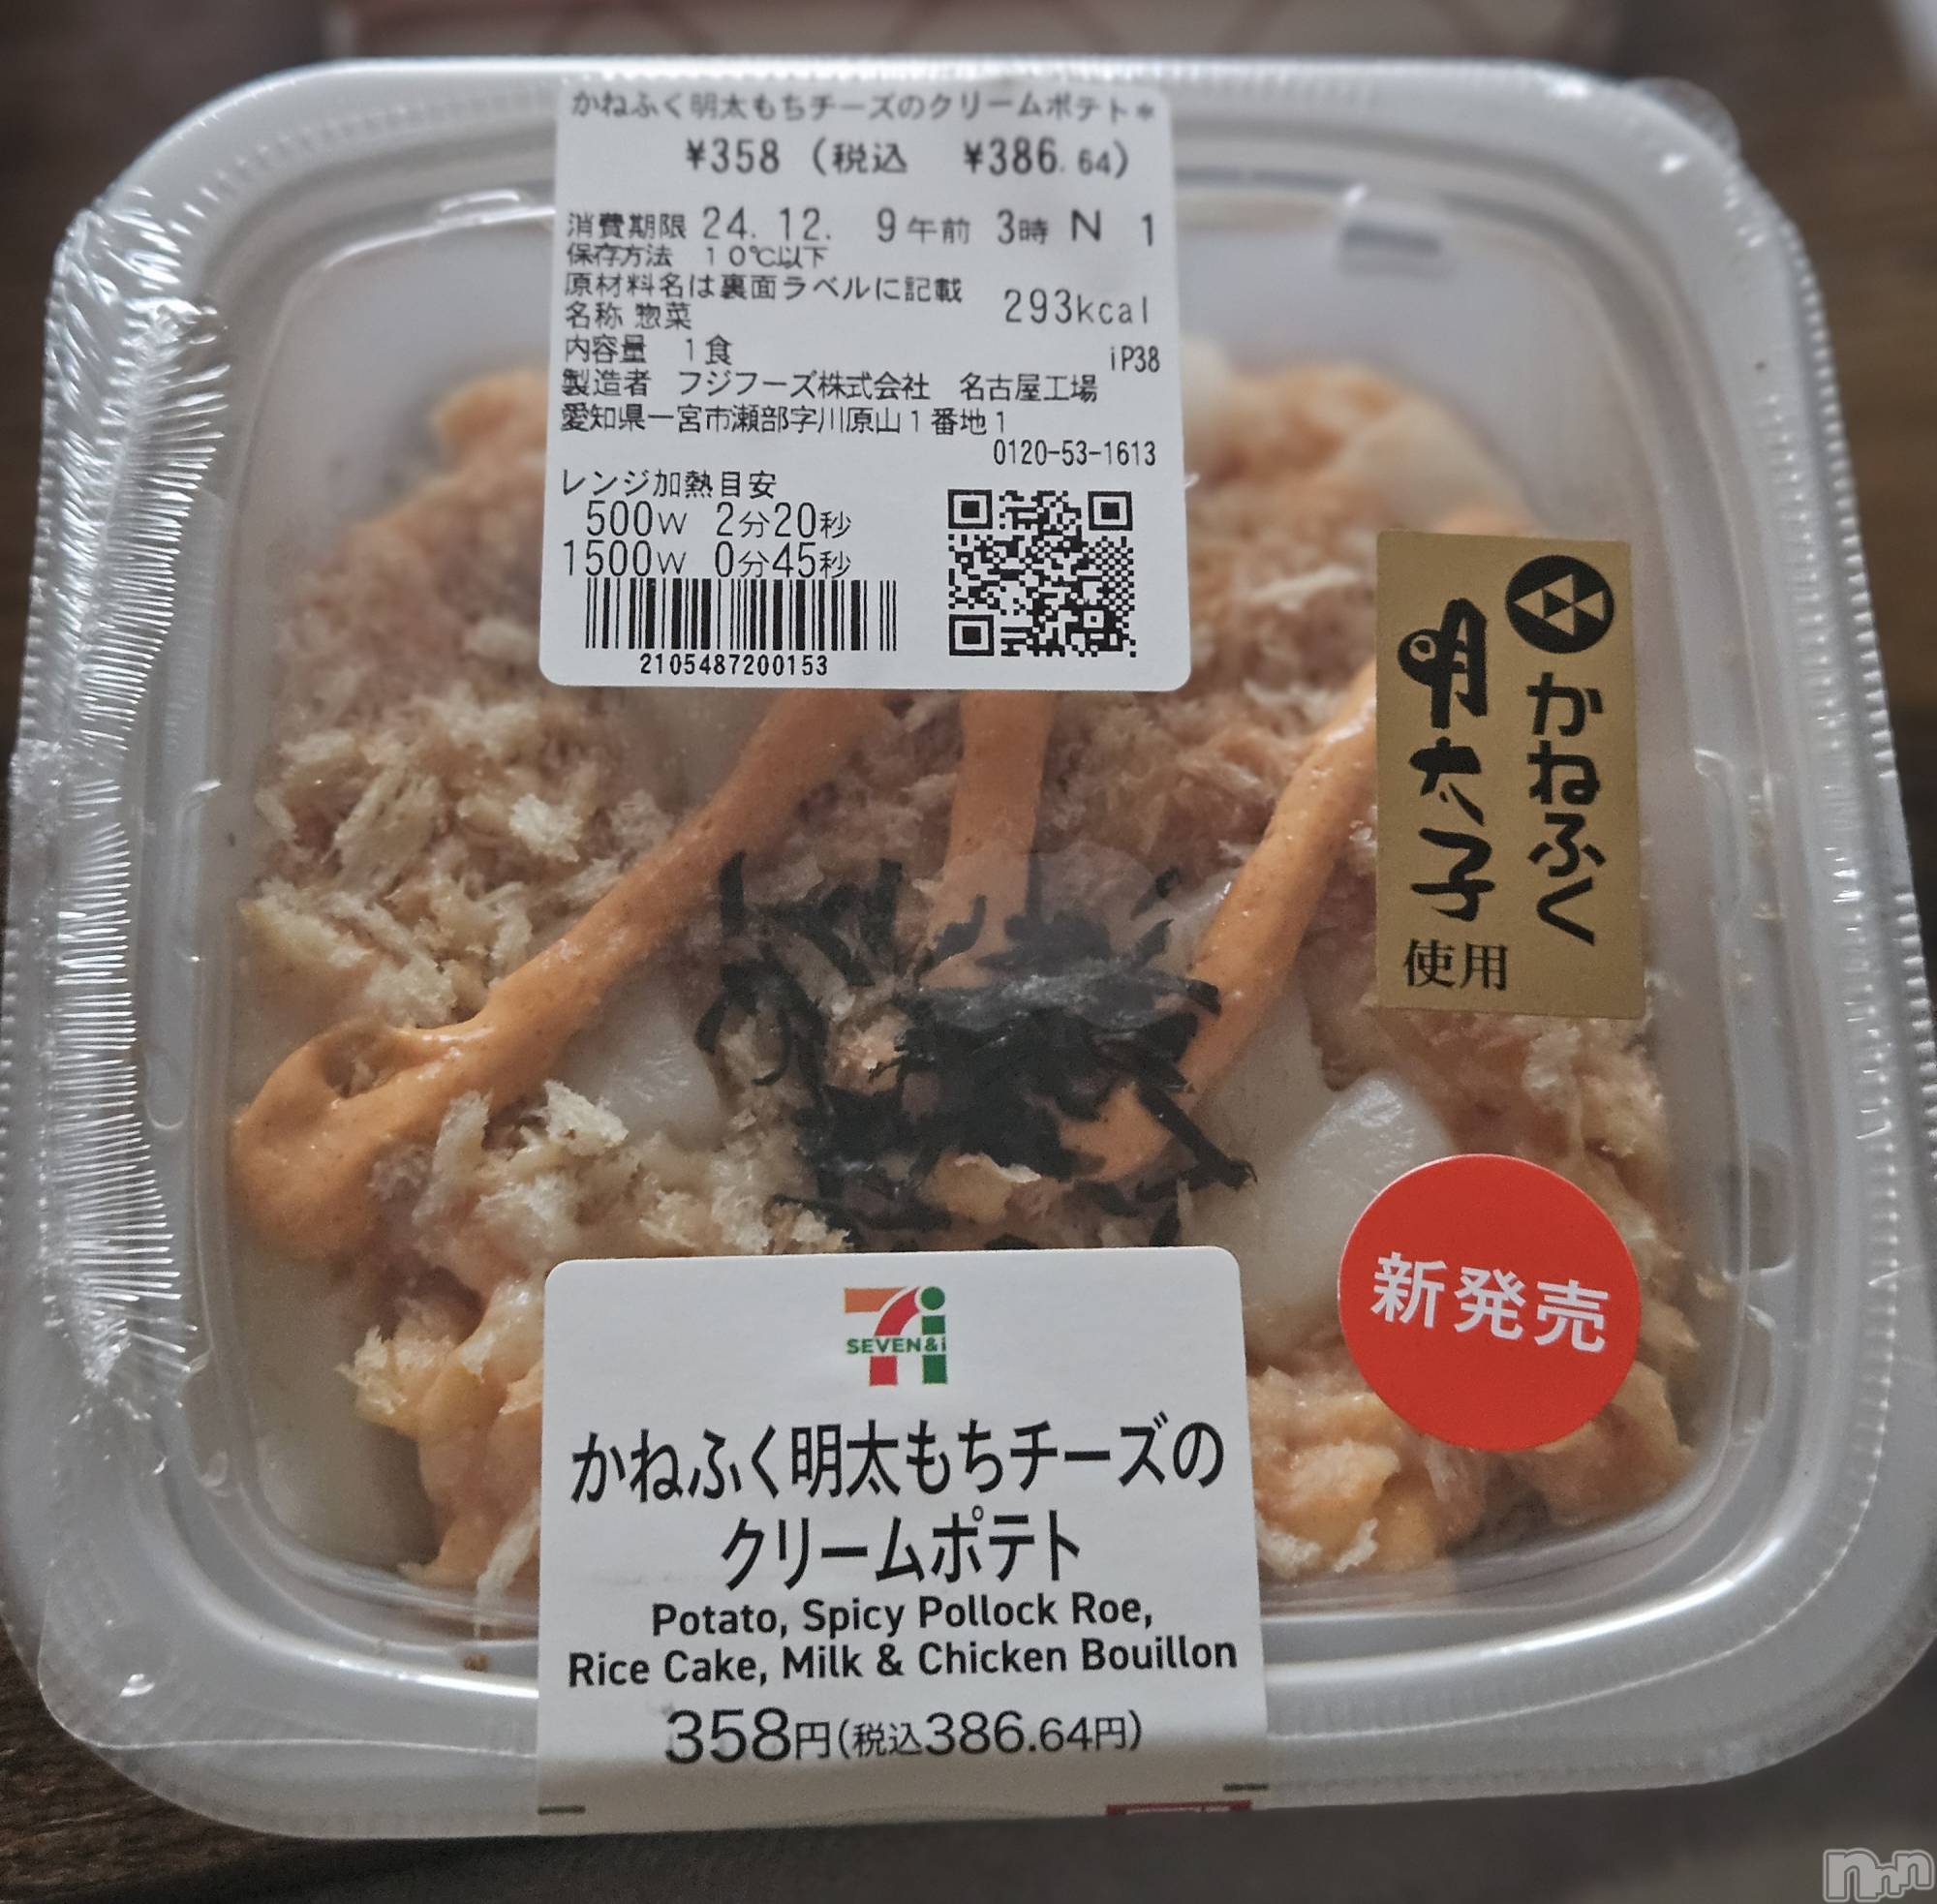 かねふく明太もちチーズのクリームポテト*
¥358 (税込 ¥386.64)
消費期限 24.12. 9午前 3時 N 1
保存方法 10℃以下
原材料名は裏面ラベルに記載 293kcal
名称 惣菜
内容量 1食 iP38
製造者 フジフーズ株式会社 名古屋工場
愛知県一宮市瀬部字川原山1番地1
0120-53-1613
レンジ加熱目安
500W 2分20秒
1500W 0分45秒
2105487200153
かねふく
明太子
使用
新発売
SEVEN&i
かねふく明太もちチーズの
クリームポテト
Potato, Spicy Pollock Roe,
Rice Cake, Milk & Chicken Bouillon
358円(税込386.64円)
nnn